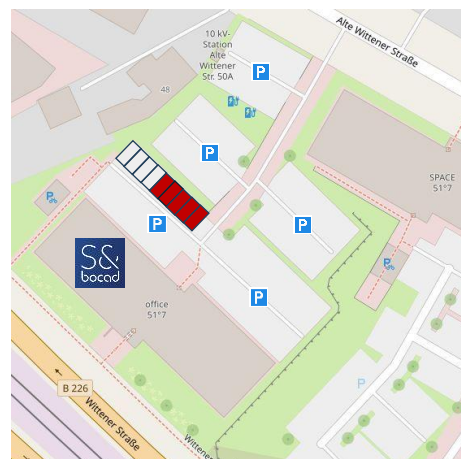 10 kV-
Station
Alte
Wittener
Str. 50A
Alte Wittener Straße
P
48
P
SPACE
51°7
P
P
P
S&
bocad
P
P
office
51°7
P
P
B 226
Wittener Straße
Wittener